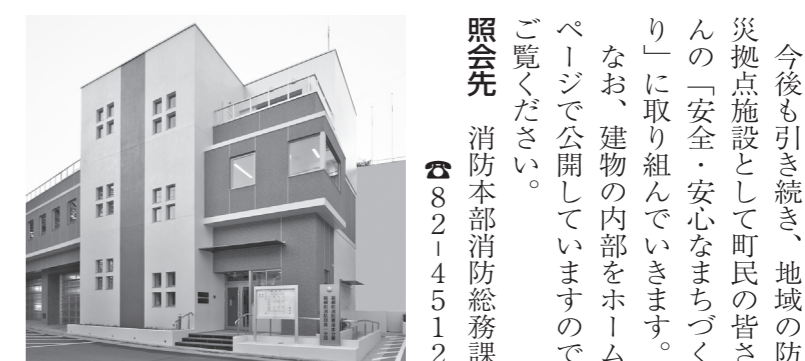 今後も引き続き、地域の防
災拠点施設として町民の皆さ
んの「安全・安心なまちづく
り」に取り組んでいきます。
なお、建物の内部をホーム
ページで公開していますので
ご覧ください。
照会先 消防本部消防総務課
☎82-4512